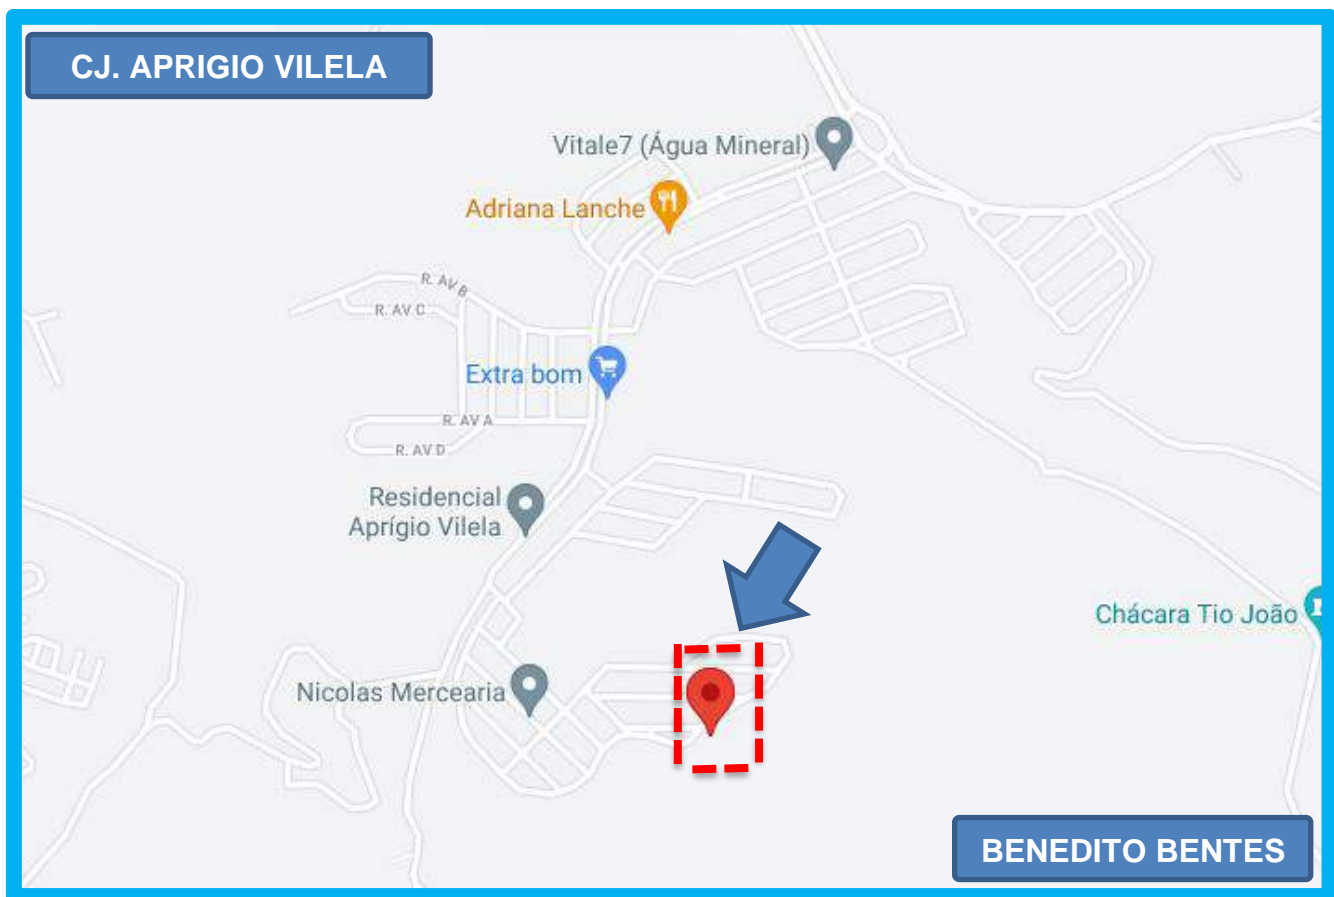 CJ. APRIGIO VILELA
Vitale7 (Água Mineral)
Adriana Lanche
R. AV B
R. AV C
Extra bom
R. AV A
R. AV D
Residencial
Aprígio Vilela
Chácara Tio João
Nicolas Mercearia
BENEDITO BENTES